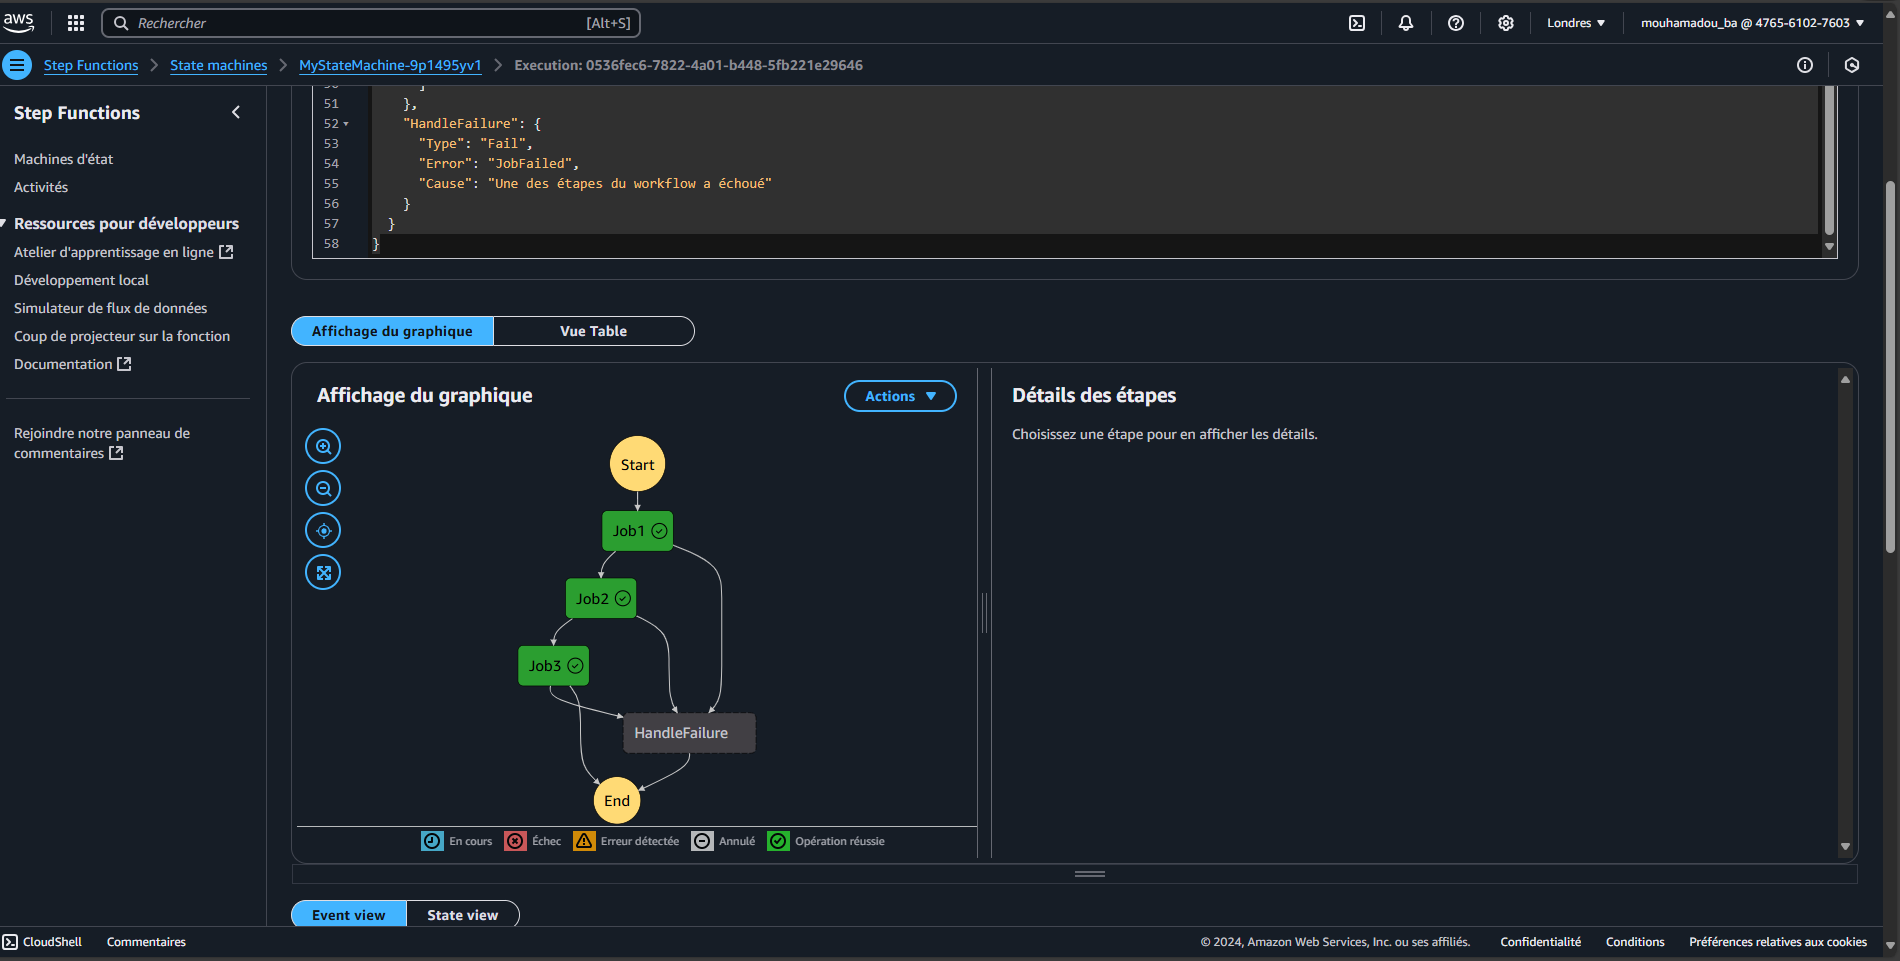 aws
Rechercher
[Alt+S]
Londres
mouhamadou_ba @ 4765-6102-7603
Step Functions
State machines
MyStateMachine-9p1495yv1
Execution: 0536fec6-7822-4a01-b448-5fb221e29646
Step Functions
Machines d'état
Activités
Ressources pour développeurs
Atelier d'apprentissage en ligne
Développement local
Simulateur de flux de données
Coup de projecteur sur la fonction
Documentation
Rejoindre notre panneau de
commentaires
50 ]
51 },
52 "HandleFailure": {
53 "Type": "Fail",
54 "Error": "JobFailed",
55 "Cause": "Une des étapes du workflow a échoué"
56 }
57 }
58 }
Affichage du graphique
Vue Table
Affichage du graphique
Actions
Start
Job1
Job2
Job3
HandleFailure
End
En cours
Échec
Erreur détectée
Annulé
Opération réussie
Détails des étapes
Choisissez une étape pour en afficher les détails.
Event view
State view
CloudShell
Commentaires
© 2024, Amazon Web Services, Inc. ou ses affiliés.
Confidentialité
Conditions
Préférences relatives aux cookies